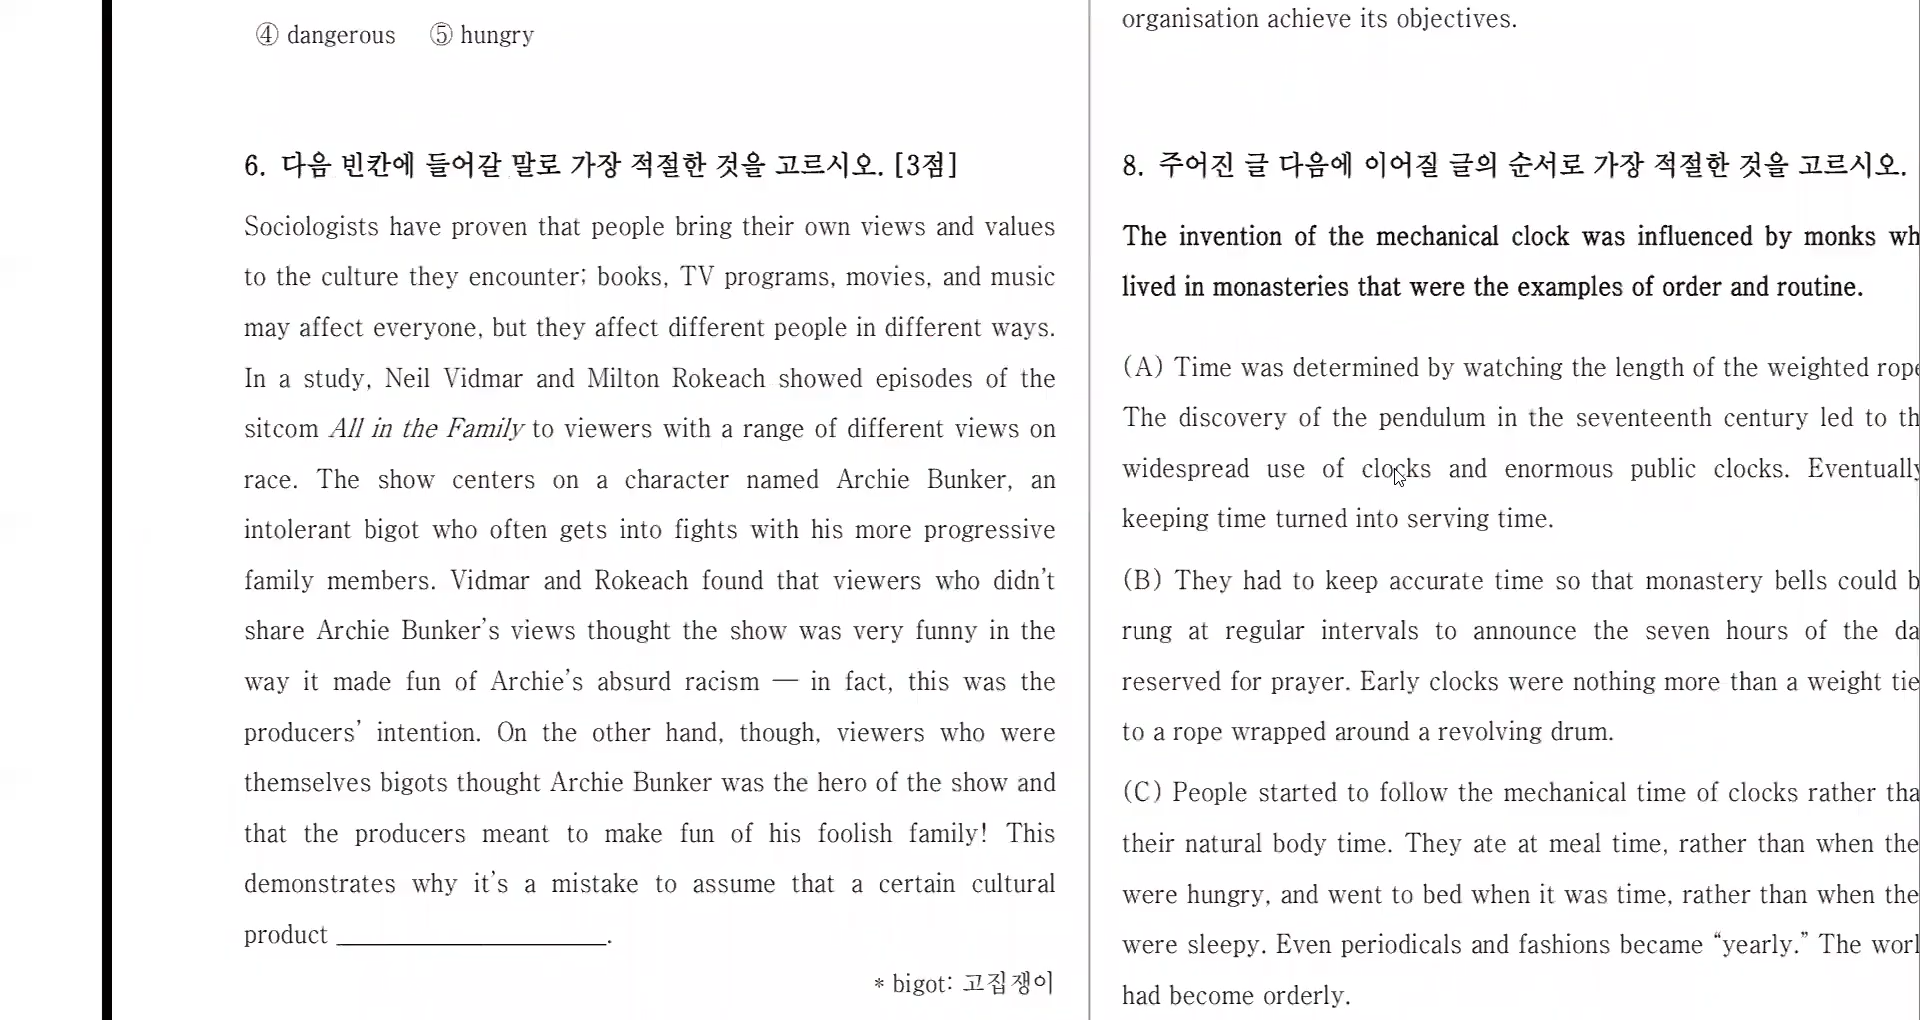 ④ dangerous ⑤ hungry
6. 다음 빈칸에 들어갈 말로 가장 적절한 것을 고르시오. [3점]
Sociologists have proven that people bring their own views and values
to the culture they encounter; books, TV programs, movies, and music
may affect everyone, but they affect different people in different ways.
In a study, Neil Vidmar and Milton Rokeach showed episodes of the
sitcom All in the Family to viewers with a range of different views on
race. The show centers on a character named Archie Bunker, an
intolerant bigot who often gets into fights with his more progressive
family members. Vidmar and Rokeach found that viewers who didn’t
share Archie Bunker’s views thought the show was very funny in the
way it made fun of Archie’s absurd racism — in fact, this was the
producers’ intention. On the other hand, though, viewers who were
themselves bigots thought Archie Bunker was the hero of the show and
that the producers meant to make fun of his foolish family! This
demonstrates why it’s a mistake to assume that a certain cultural
product ____________________.
* bigot: 고집쟁이
organisation achieve its objectives.
8. 주어진 글 다음에 이어질 글의 순서로 가장 적절한 것을 고르시오.
The invention of the mechanical clock was influenced by monks wh
lived in monasteries that were the examples of order and routine.
(A) Time was determined by watching the length of the weighted rope
The discovery of the pendulum in the seventeenth century led to th
widespread use of clocks and enormous public clocks. Eventually
keeping time turned into serving time.
(B) They had to keep accurate time so that monastery bells could b
rung at regular intervals to announce the seven hours of the da
reserved for prayer. Early clocks were nothing more than a weight tie
to a rope wrapped around a revolving drum.
(C) People started to follow the mechanical time of clocks rather tha
their natural body time. They ate at meal time, rather than when the
were hungry, and went to bed when it was time, rather than when the
were sleepy. Even periodicals and fashions became “yearly.” The worl
had become orderly.